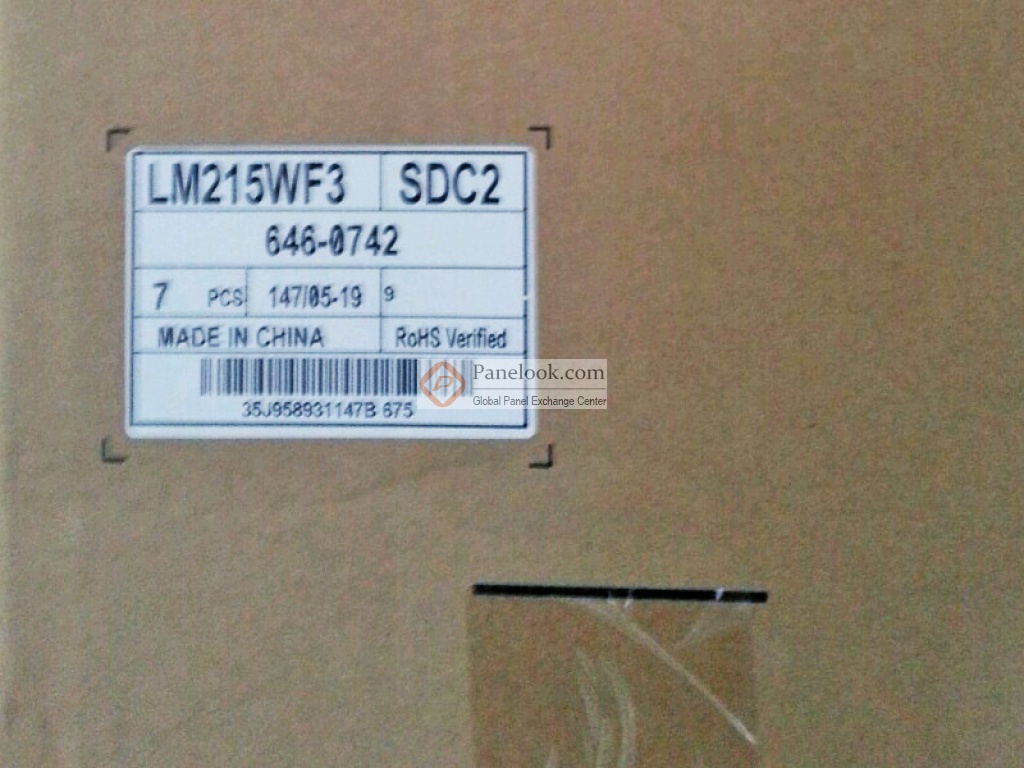 LM215WF3 SDC2
646-0742
7 PCS 147/05-19 9
MADE IN CHINA RoHS Verified
35J958931147B 675
Panelook.com
Global Panel Exchange Center